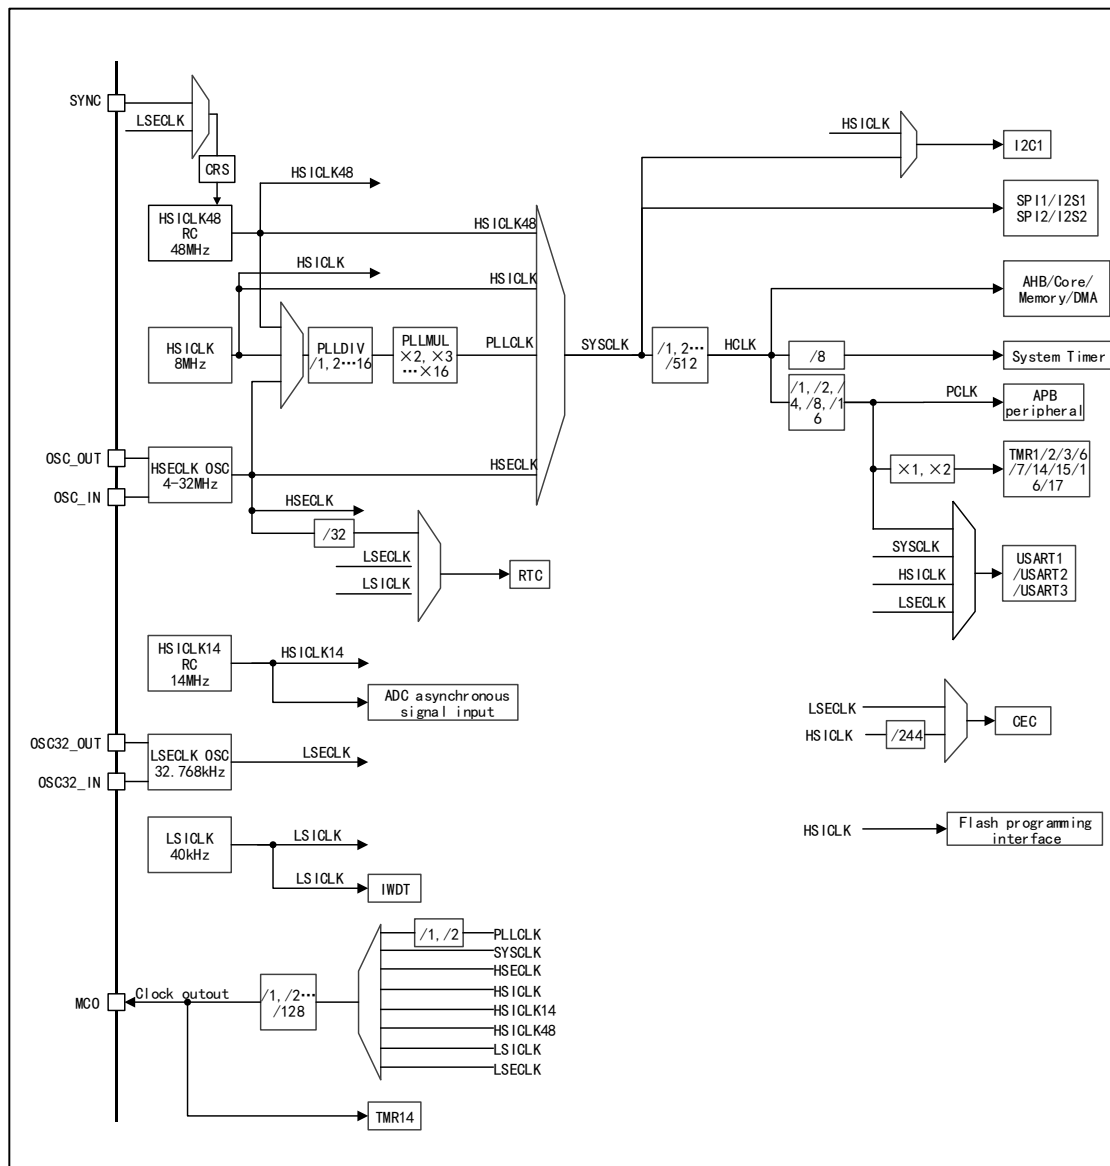 SYNC
LSECLK
CRS
HSICLK48
HSICLK48
RC
48MHz
HSICLK48
HSICLK
HSICLK
HSICLK
8MHz
PLLDIV
/1, 2…16
PLLMUL
×2, ×3
…×16
PLLCLK
SYSCLK
/1, 2…
/512
HCLK
HSICLK
I2C1
SPI1/I2S1
SPI2/I2S2
AHB/Core/
Memory/DMA
/8
System Timer
/1, /2, /
4, /8, /1
6
PCLK
APB
peripheral
×1, ×2
TMR1/2/3/6
/7/14/15/1
6/17
SYSCLK
HSICLK
LSECLK
USART1
/USART2
/USART3
OSC_OUT
OSC_IN
HSECLK OSC
4-32MHz
HSECLK
HSECLK
/32
LSECLK
LSICLK
RTC
HSICLK14
RC
14MHz
HSICLK14
ADC asynchronous
signal input
LSECLK
HSICLK
/244
CEC
OSC32_OUT
OSC32_IN
LSECLK OSC
32.768kHz
LSECLK
LSICLK
40kHz
LSICLK
LSICLK
IWDT
HSICLK
Flash programming
interface
MCO
Clock outout
/1, /2…
/128
/1, /2
PLLCLK
SYSCLK
HSECLK
HSICLK
HSICLK14
HSICLK48
LSICLK
LSECLK
TMR14